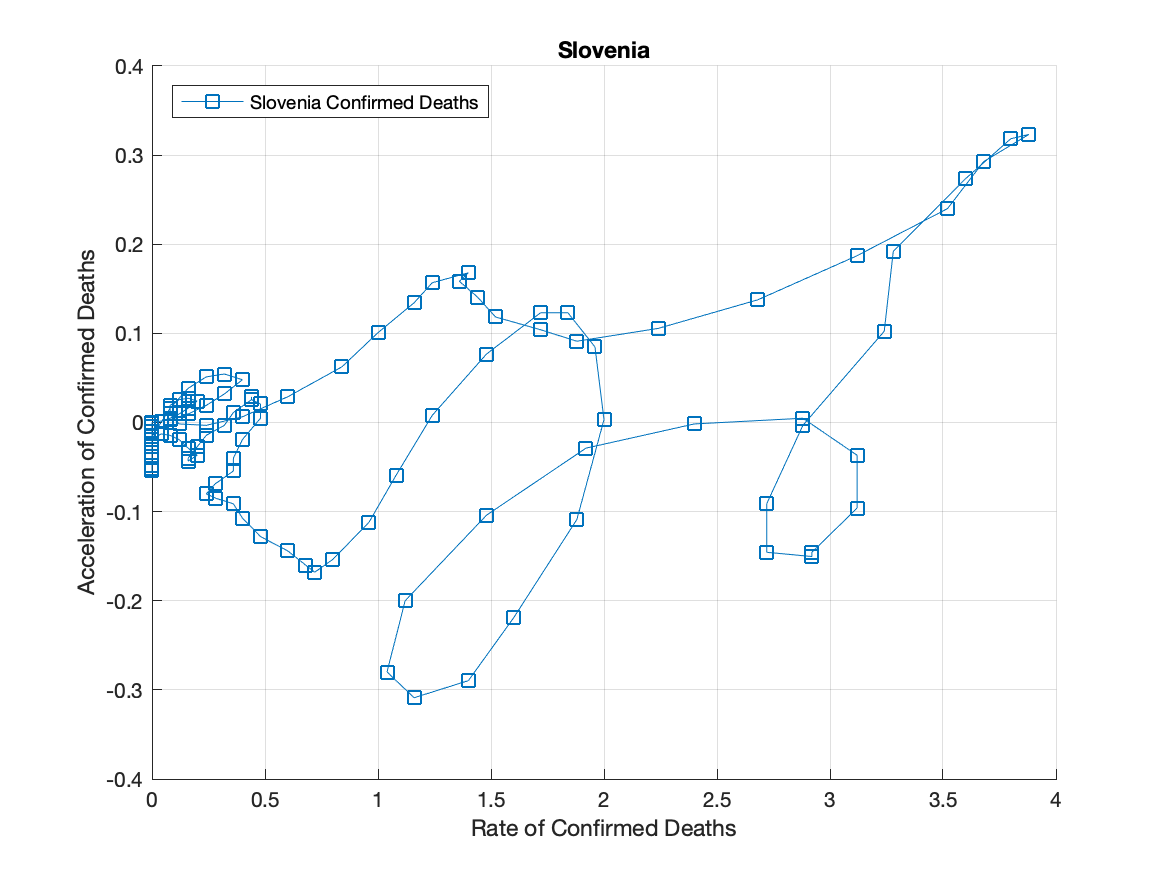 Slovenia
0.4
Slovenia Confirmed Deaths
0.3
0.2
0.1
0
-0.1
-0.2
-0.3
-0.4
Acceleration of Confirmed Deaths
0 0.5 1 1.5 2 2.5 3 3.5 4
Rate of Confirmed Deaths